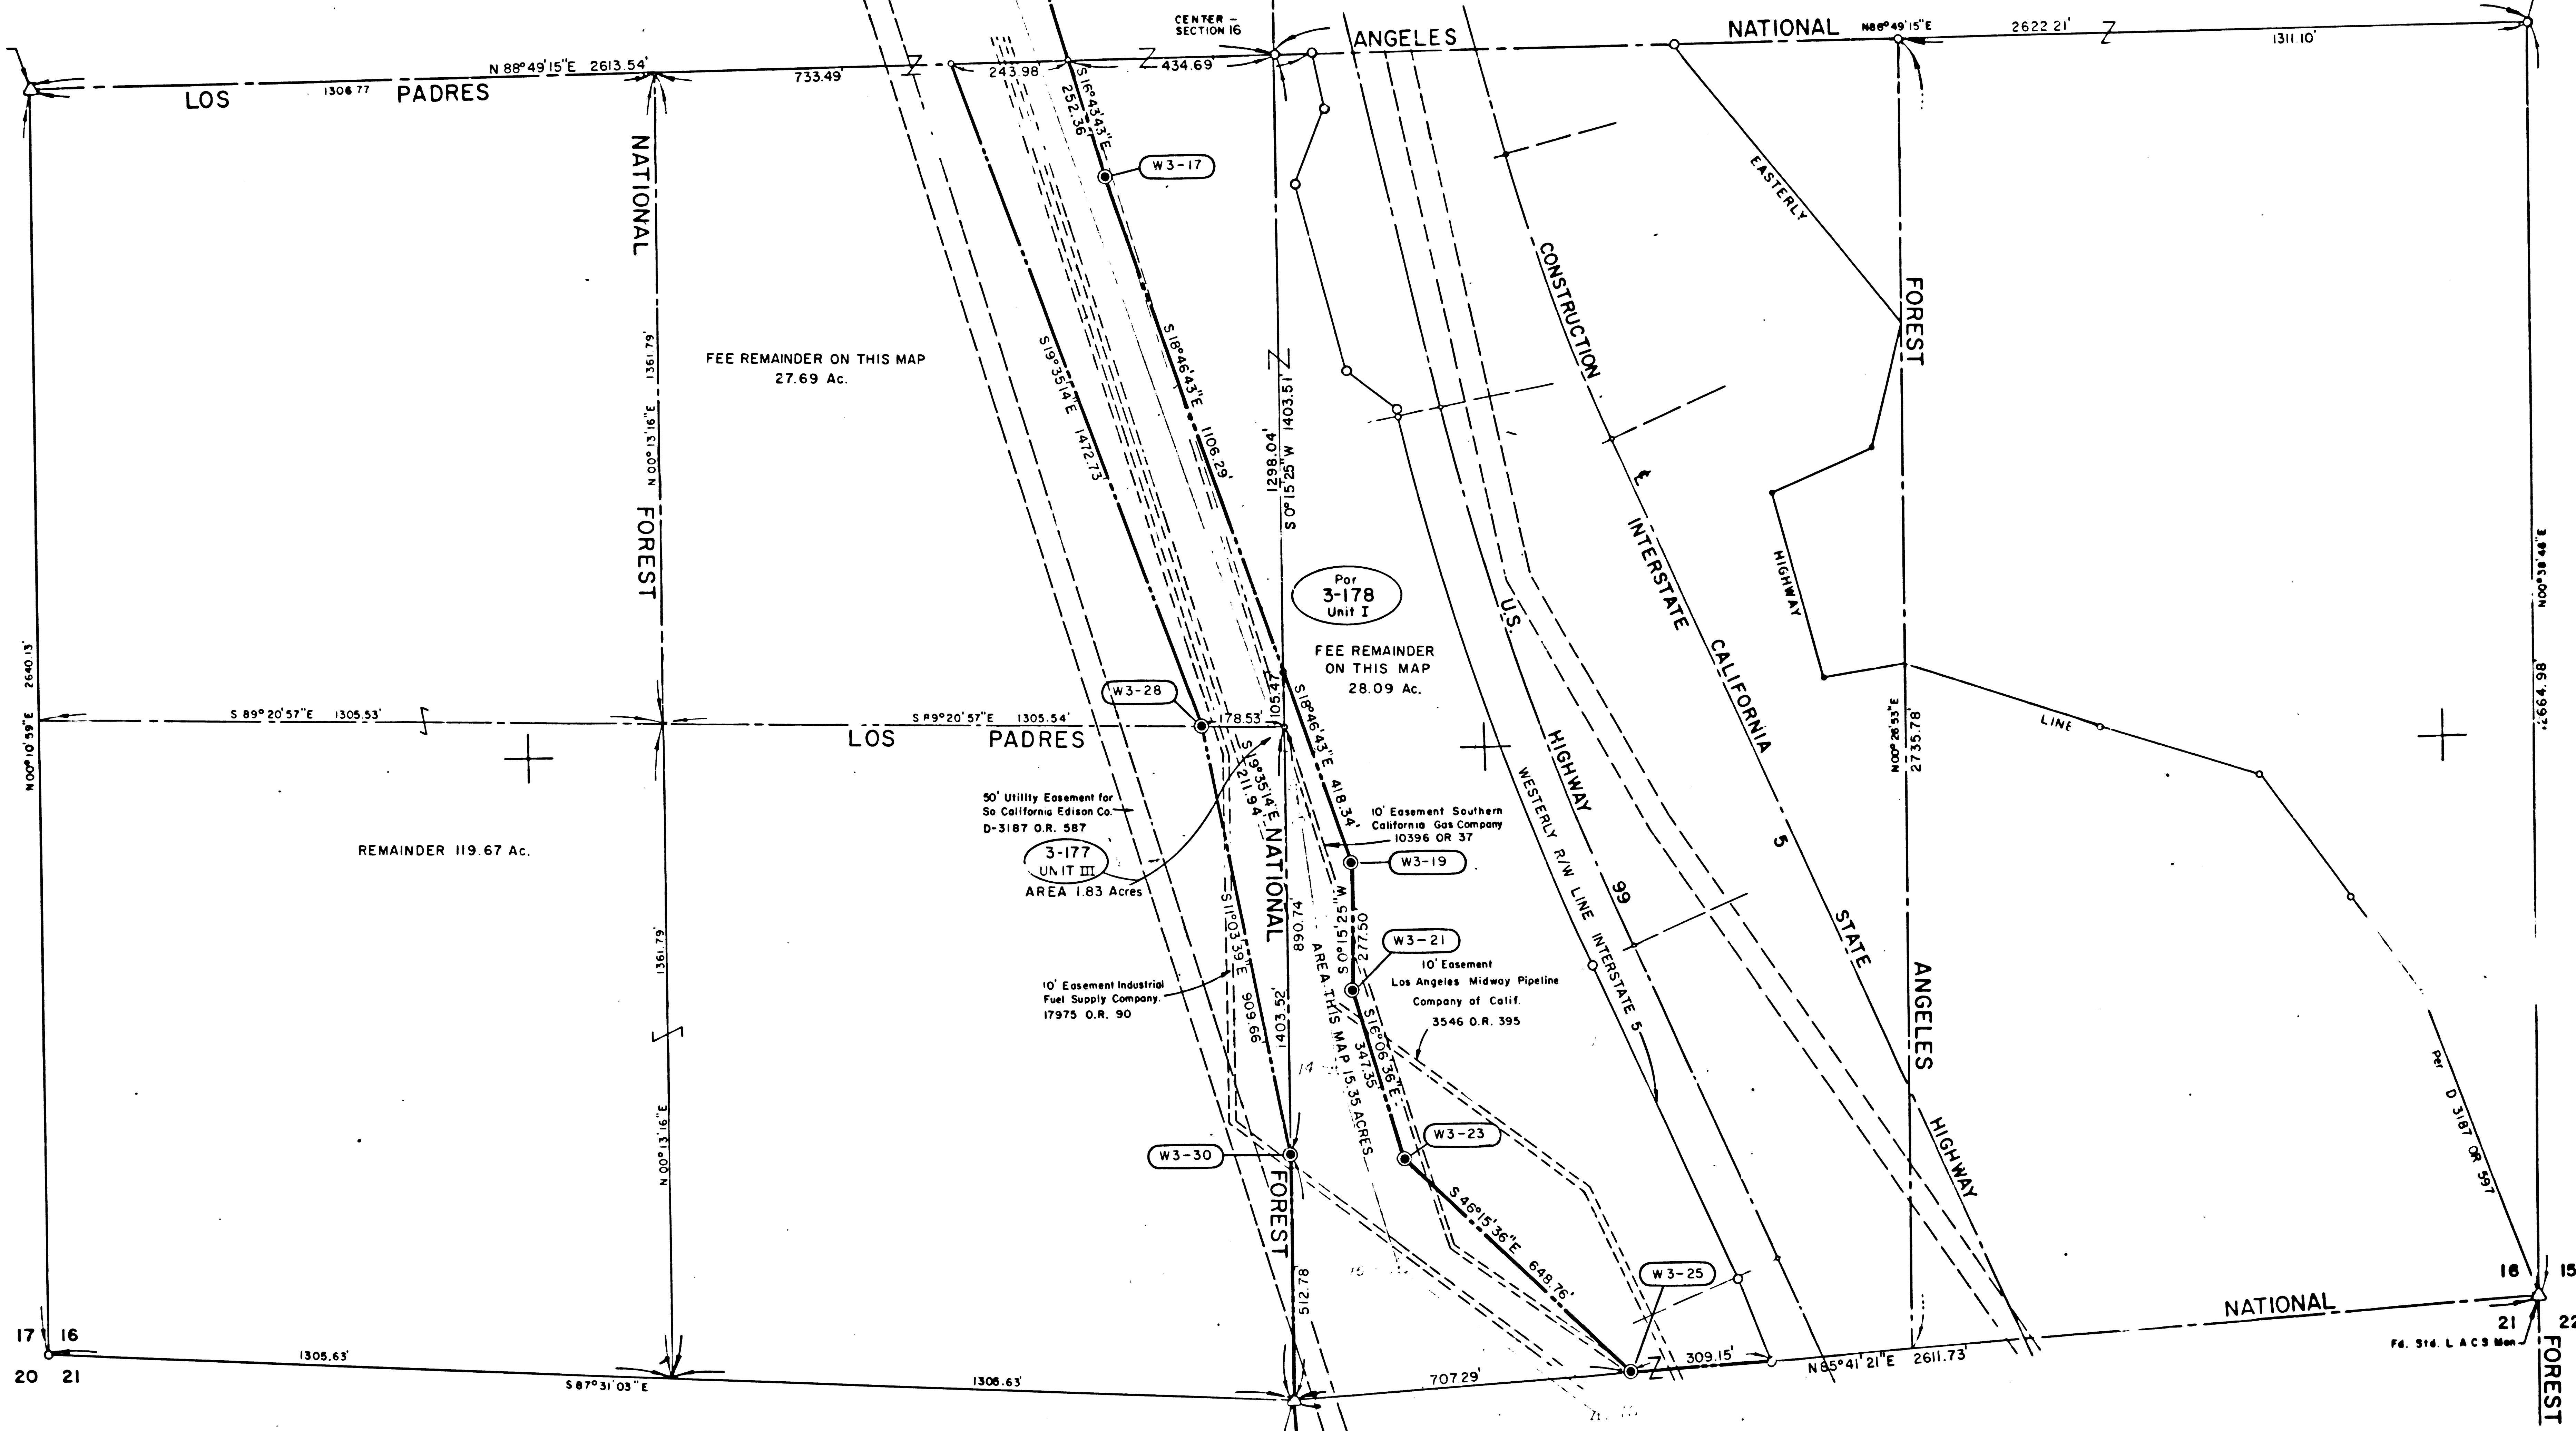 CENTER -
SECTION 16
ANGELES
NATIONAL
N88°49'15"E
2622.21'
1311.10'
N 88°49'15"E 2613.54'
LOS
1306.77
PADRES
733.49'
243.98'
434.69'
S16°43'43"E
252.36'
W3-17
NATIONAL
EASTERLY
CONSTRUCTION
FOREST
FEE REMAINDER ON THIS MAP
27.69 Ac.
1361.79'
N 00°13'16"E
FOREST
S19°35'14"E 1472.73'
S18°46'43"E 1106.29'
1298.04'
S 0°15'25"W 1403.51'
℄ INTERSTATE
HIGHWAY
N00°38'48"E
2664.98'
Por
3-178
Unit I
U.S.
FEE REMAINDER
ON THIS MAP
28.09 Ac.
CALIFORNIA
2640.13'
N00°10'59"E
S 89°20'57"E 1305.53'
W3-28
S 89°20'57"E 1305.54'
178.53'
105.47'
LOS PADRES
S18°46'43"E 418.34'
S19°35'14"E
211.94'
HIGHWAY
N00°26'53"E
2735.78'
LINE
50' Utility Easement for
So California Edison Co.
D-3187 O.R. 587
3-177
UNIT III
AREA 1.83 Acres
REMAINDER 119.67 Ac.
NATIONAL
10' Easement Southern
California Gas Company
10396 OR 37
W3-19
WESTERLY R/W LINE INTERSTATE 5
99
5
STATE
S11°03'39"E 909.66'
890.74'
1403.52'
S0°15'25"W
277.50
W3-21
10' Easement
Los Angeles Midway Pipeline
Company of Calif.
3546 O.R. 395
10' Easement Industrial
Fuel Supply Company.
17975 O.R. 90
AREA THIS MAP 15.35 ACRES
S16°06'36"E
347.35'
ANGELES
1361.79'
N 00°13'16"E
14
W3-23
W3-30
FOREST
S 46°15'36"E 648.76'
HIGHWAY
Per D 3187 OR 597
512.78'
W3-25
16 15
21 22
NATIONAL
Fd. Std. L A C S Mon
FOREST
17 16
20 21
1305.63'
S87°31'03"E
1305.63'
707.29'
309.15'
N85°41'21"E 2611.73'